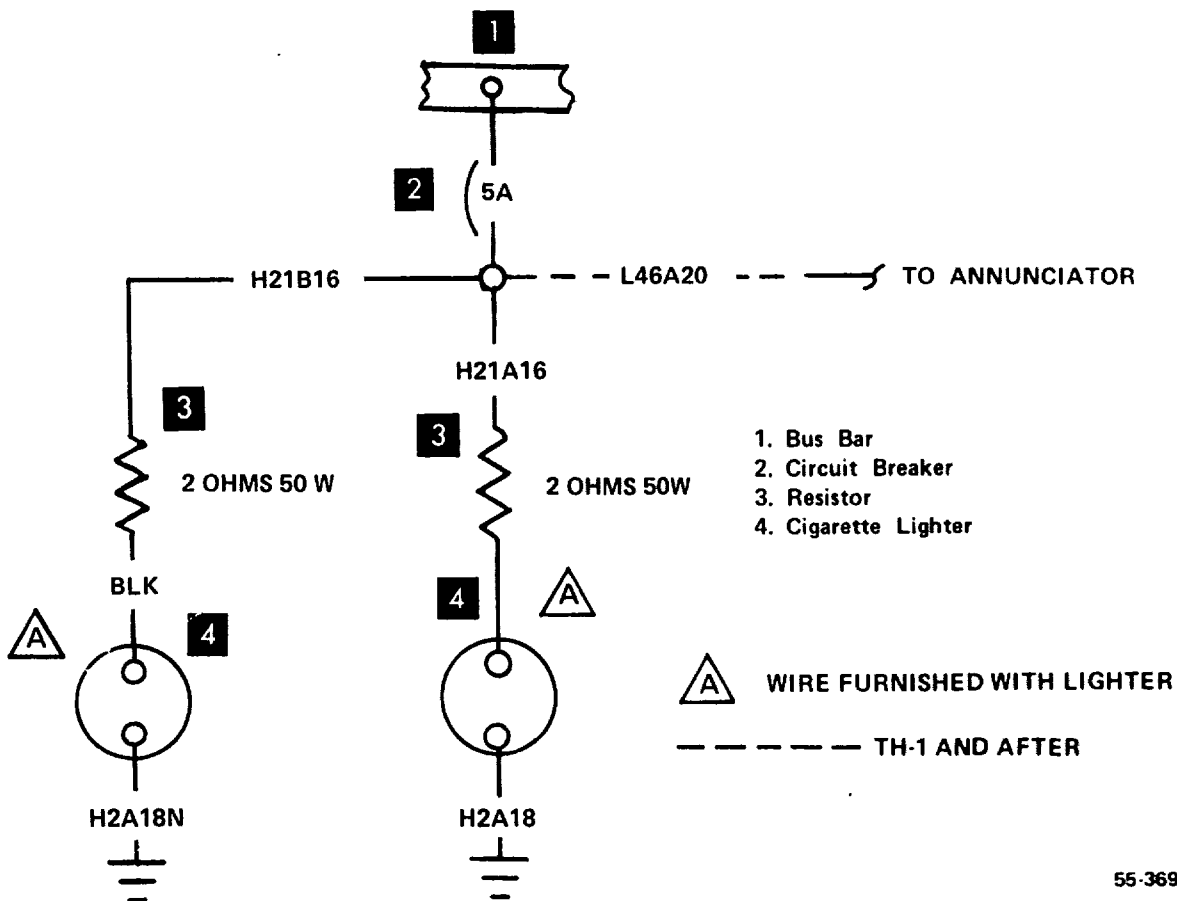 1
2
5A
H21B16
L46A20
TO ANNUNCIATOR
H21A16
3
3
2 OHMS 50 W
2 OHMS 50W
1. Bus Bar
2. Circuit Breaker
3. Resistor
4. Cigarette Lighter
BLK
A
4
4
A
A WIRE FURNISHED WITH LIGHTER
TH-1 AND AFTER
H2A18N
H2A18
55-369